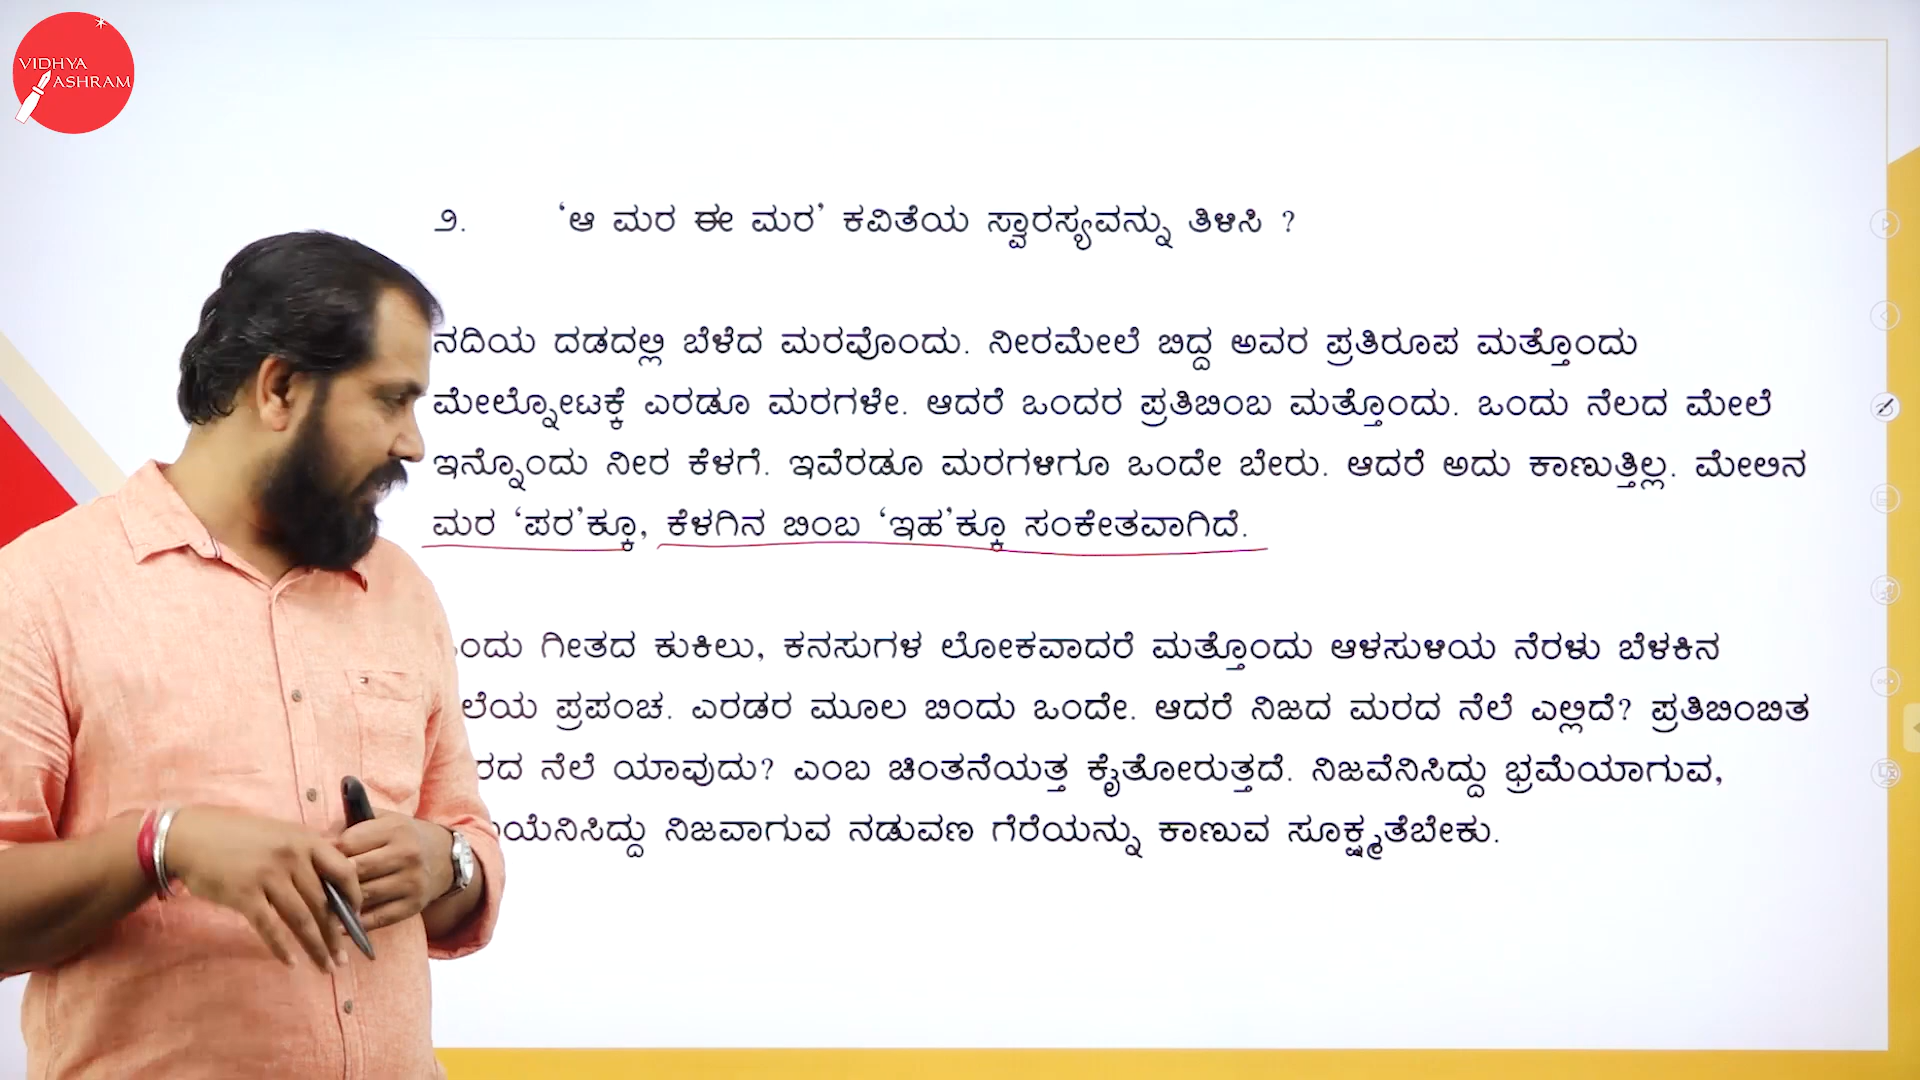 VIDHYA
ASHRAM
೨. ‘ಆ ಮರ ಈ ಮರ’ ಕವಿತೆಯ ಸ್ವಾರಸ್ಯವನ್ನು ತಿಳಿಸಿ ?
ನದಿಯ ದಡದಲ್ಲಿ ಬೆಳೆದ ಮರವೊಂದು. ನೀರಮೇಲೆ ಬಿದ್ದ ಅವರ ಪ್ರತಿರೂಪ ಮತ್ತೊಂದು
ಮೇಲ್ನೋಟಕ್ಕೆ ಎರಡೂ ಮರಗಳೇ. ಆದರೆ ಒಂದರ ಪ್ರತಿಬಿಂಬ ಮತ್ತೊಂದು. ಒಂದು ನೆಲದ ಮೇಲೆ
ಇನ್ನೊಂದು ನೀರ ಕೆಳಗೆ. ಇವೆರಡೂ ಮರಗಳಿಗೂ ಒಂದೇ ಬೇರು. ಆದರೆ ಅದು ಕಾಣುತ್ತಿಲ್ಲ. ಮೇಲಿನ
ಮರ ‘ಪರ’ಕ್ಕೂ, ಕೆಳಗಿನ ಬಿಂಬ ‘ಇಹ’ಕ್ಕೂ ಸಂಕೇತವಾಗಿದೆ.
ಗೀತದ ಕುಕಿಲು, ಕನಸುಗಳ ಲೋಕವಾದರೆ ಮತ್ತೊಂದು ಆಳಸುಳಿಯ ನೆರಳು ಬೆಳಕಿನ
ಪ್ರಪಂಚ. ಎರಡರ ಮೂಲ ಬಿಂದು ಒಂದೇ. ಆದರೆ ನಿಜದ ಮರದ ನೆಲೆ ಎಲ್ಲಿದೆ? ಪ್ರತಿಬಿಂಬಿತ
ನೆಲೆ ಯಾವುದು? ಎಂಬ ಚಿಂತನೆಯತ್ತ ಕೈತೋರುತ್ತದೆ. ನಿಜವೆನಿಸಿದ್ದು ಭ್ರಮೆಯಾಗುವ,
ನಿಜವಾಗುವ ನಡುವಣ ಗೆರೆಯನ್ನು ಕಾಣುವ ಸೂಕ್ಷ್ಮತೆಬೇಕು.